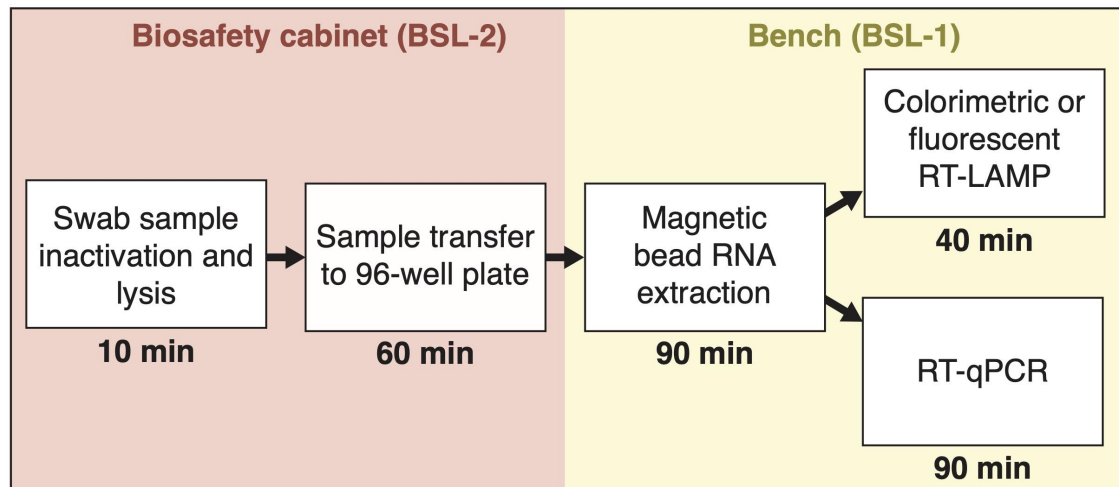 Biosafety cabinet (BSL-2)
Bench (BSL-1)
Swab sample
inactivation and
lysis
10 min
Sample transfer
to 96-well plate
60 min
Magnetic
bead RNA
extraction
90 min
Colorimetric or
fluorescent
RT-LAMP
40 min
RT-qPCR
90 min